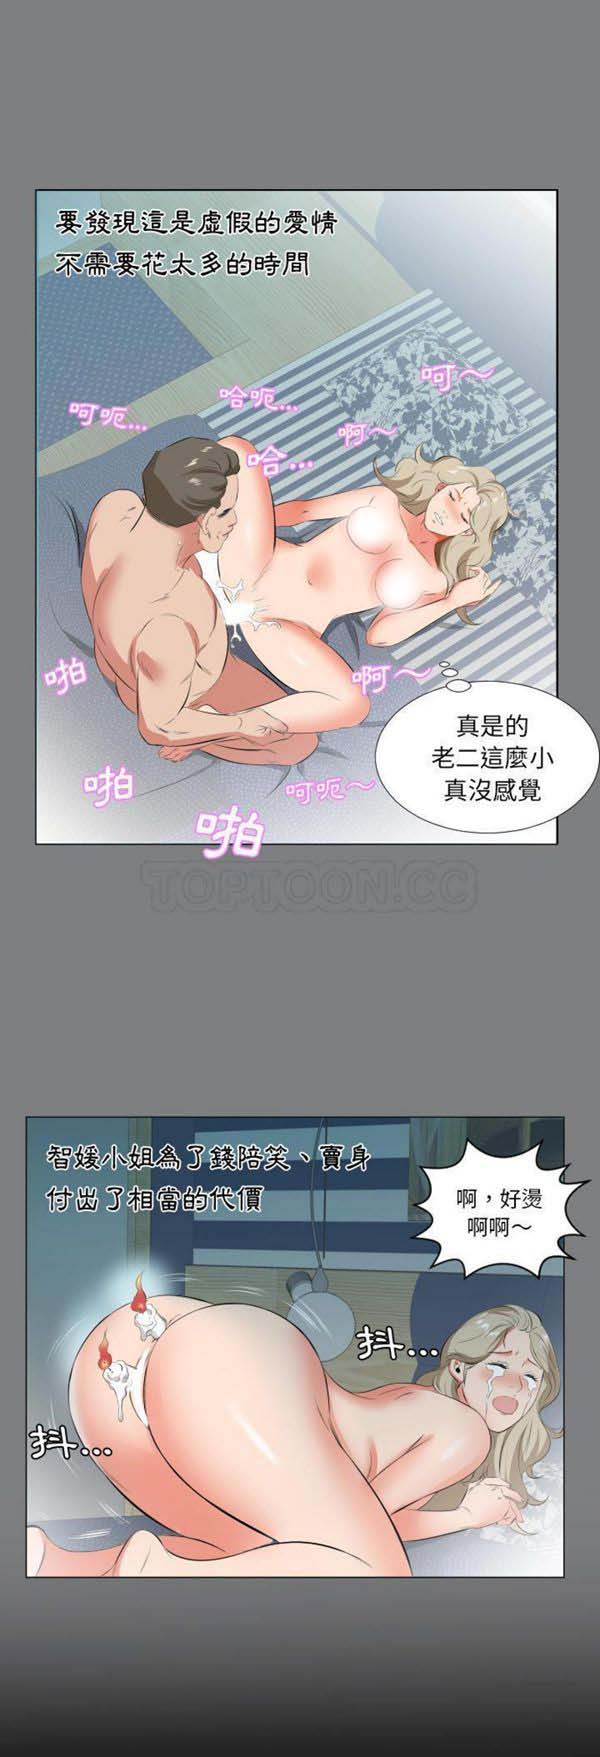 要發現這是虛假的愛情
不需要花太多的時間
呵～
哈呃...
呵呃...
啊～
哈...
啪
啊～
真是的
老二這麼小
真沒感覺
啪
呵呃～
啪
TOPTOON.CC
智媛小姐為了錢陪笑、賣身
付出了相當的代價
啊，好燙
啊啊～
抖...
抖...